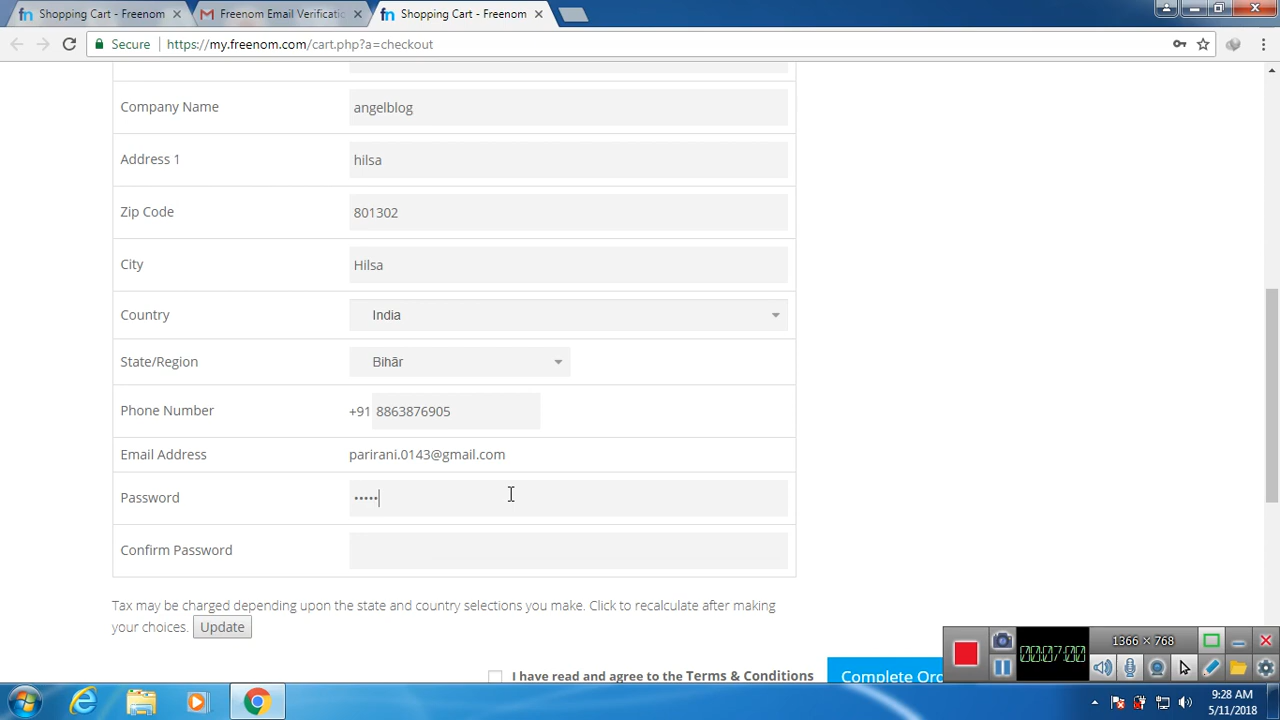 Shopping Cart - Freenom
Freenom Email Verificatio
Shopping Cart - Freenom
Secure
https://my.freenom.com/cart.php?a=checkout
Company Name
angelblog
Address 1
hilsa
Zip Code
801302
City
Hilsa
Country
India
State/Region
Bihār
Phone Number
+91 8863876905
Email Address
parirani.0143@gmail.com
Password
•••••
Confirm Password
Tax may be charged depending upon the state and country selections you make. Click to recalculate after making
your choices. Update
I have read and agree to the Terms & Conditions
Complete Ord
1366 × 768
00:07:00
9:28 AM
5/11/2018